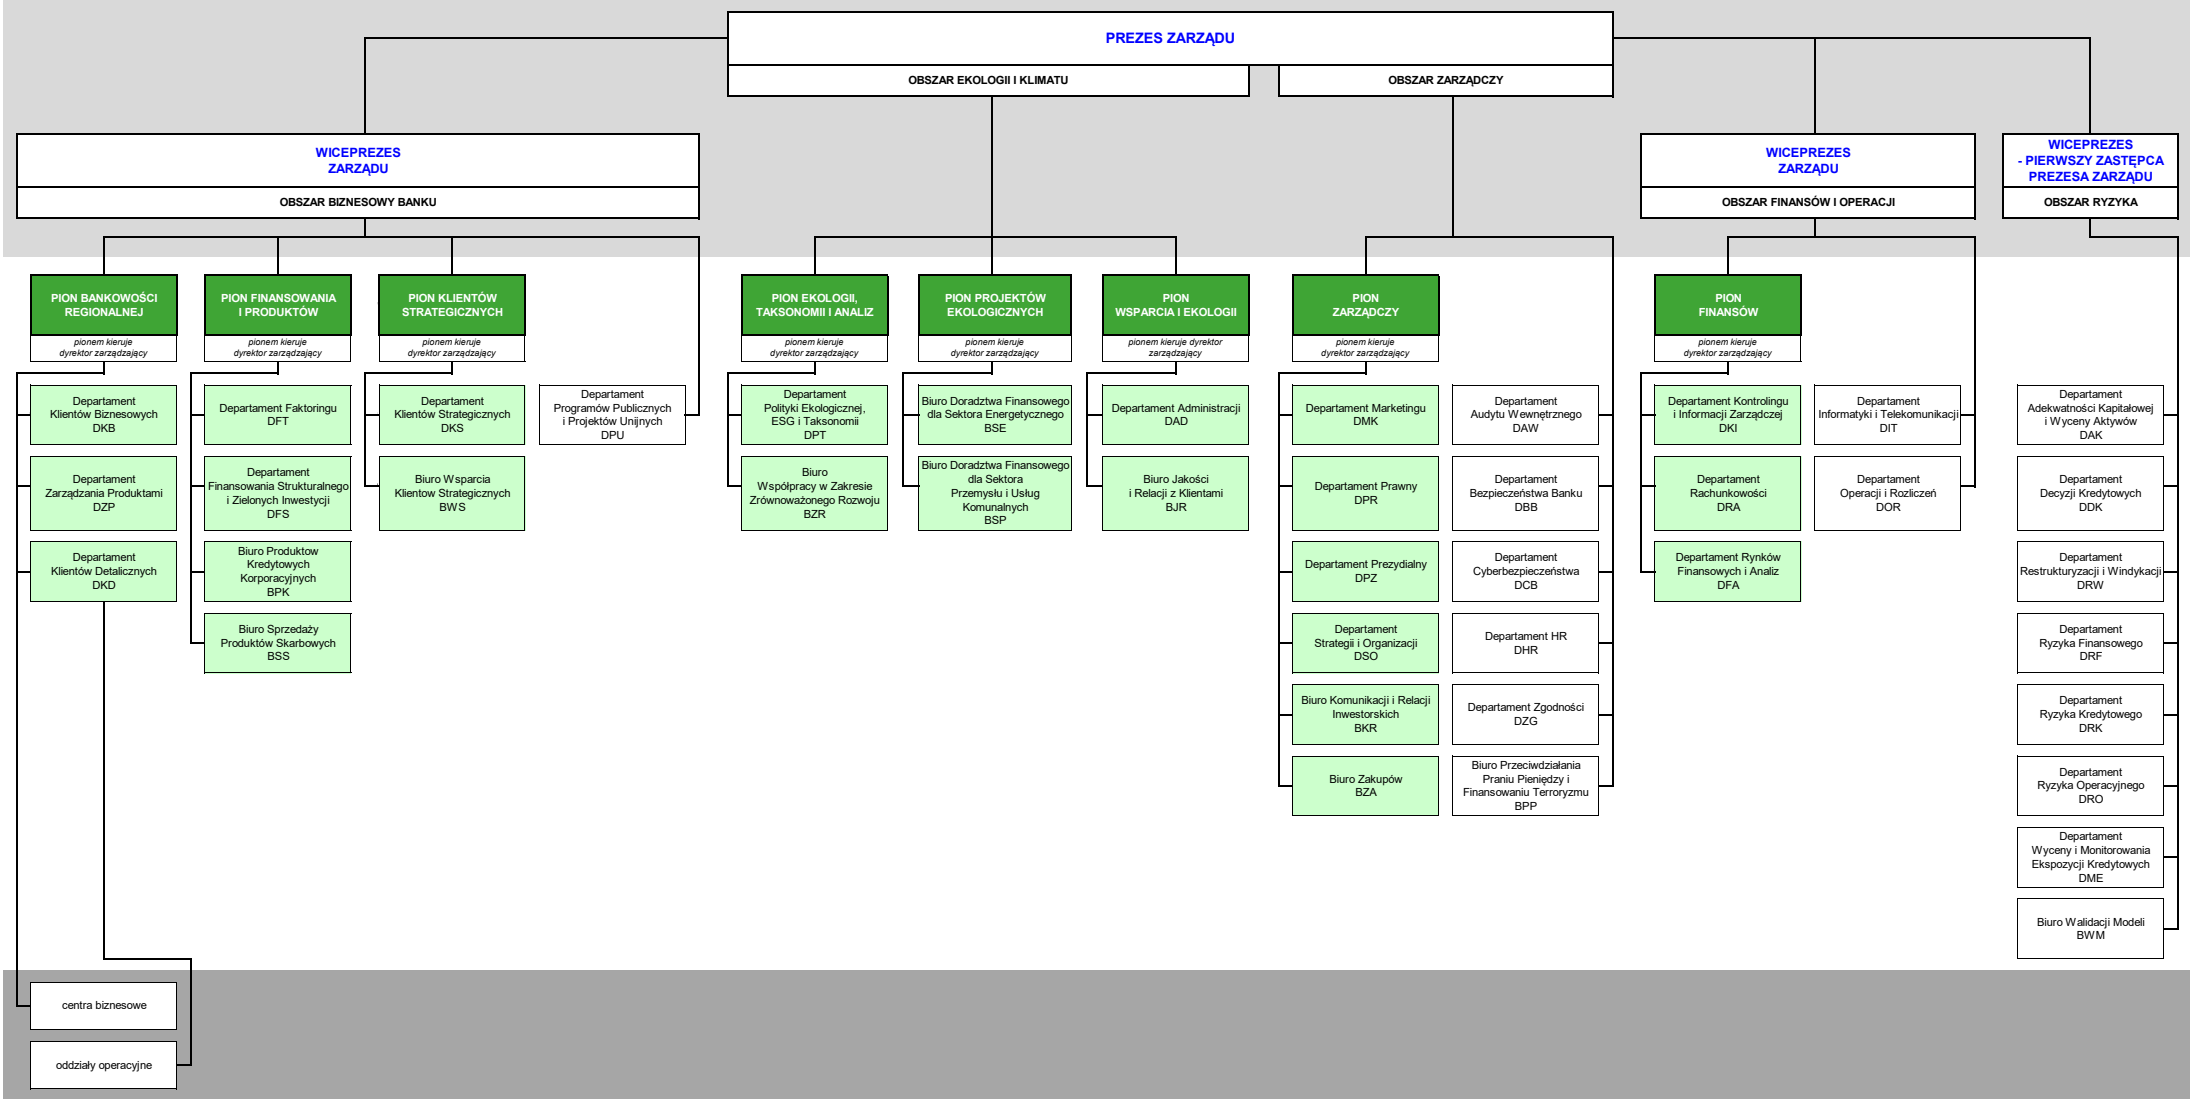 PREZES ZARZĄDU
OBSZAR EKOLOGII I KLIMATU
OBSZAR ZARZĄDCZY
WICEPREZES
ZARZĄDU
OBSZAR BIZNESOWY BANKU
WICEPREZES
ZARZĄDU
OBSZAR FINANSÓW I OPERACJI
WICEPREZES
- PIERWSZY ZASTĘPCA
PREZESA ZARZĄDU
OBSZAR RYZYKA
PION BANKOWOŚCI
REGIONALNEJ
pionem kieruje
dyrektor zarządzający
Departament
Klientów Biznesowych
DKB
Departament
Zarządzania Produktami
DZP
Departament
Klientów Detalicznych
DKD
PION FINANSOWANIA
I PRODUKTÓW
pionem kieruje
dyrektor zarządzający
Departament Faktoringu
DFT
Departament
Finansowania Strukturalnego
i Zielonych Inwestycji
DFS
Biuro Produktow
Kredytowych
Korporacyjnych
BPK
Biuro Sprzedaży
Produktów Skarbowych
BSS
PION KLIENTÓW
STRATEGICZNYCH
pionem kieruje
dyrektor zarządzający
Departament
Klientów Strategicznych
DKS
Biuro Wsparcia
Klientow Strategicznych
BWS
Departament
Programów Publicznych
i Projektów Unijnych
DPU
PION EKOLOGII,
TAKSONOMII I ANALIZ
pionem kieruje
dyrektor zarządzający
Departament
Polityki Ekologicznej,
ESG i Taksonomii
DPT
Biuro
Współpracy w Zakresie
Zrównoważonego Rozwoju
BZR
PION PROJEKTÓW
EKOLOGICZNYCH
pionem kieruje
dyrektor zarządzający
Biuro Doradztwa Finansowego
dla Sektora Energetycznego
BSE
Biuro Doradztwa Finansowego
dla Sektora
Przemysłu i Usług
Komunalnych
BSP
PION
WSPARCIA I EKOLOGII
pionem kieruje dyrektor
zarządzający
Departament Administracji
DAD
Biuro Jakości
i Relacji z Klientami
BJR
PION
ZARZĄDCZY
pionem kieruje
dyrektor zarządzający
Departament Marketingu
DMK
Departament Prawny
DPR
Departament Prezydialny
DPZ
Departament
Strategii i Organizacji
DSO
Biuro Komunikacji i Relacji
Inwestorskich
BKR
Biuro Zakupów
BZA
Departament
Audytu Wewnętrznego
DAW
Departament
Bezpieczeństwa Banku
DBB
Departament
Cyberbezpieczeństwa
DCB
Departament HR
DHR
Departament Zgodności
DZG
Biuro Przeciwdziałania
Praniu Pieniędzy i
Finansowaniu Terroryzmu
BPP
PION
FINANSÓW
pionem kieruje
dyrektor zarządzający
Departament Kontrolingu
i Informacji Zarządczej
DKI
Departament
Rachunkowości
DRA
Departament Rynków
Finansowych i Analiz
DFA
Departament
Informatyki i Telekomunikacji
DIT
Departament
Operacji i Rozliczeń
DOR
Departament
Adekwatności Kapitałowej
i Wyceny Aktywów
DAK
Departament
Decyzji Kredytowych
DDK
Departament
Restrukturyzacji i Windykacji
DRW
Departament
Ryzyka Finansowego
DRF
Departament
Ryzyka Kredytowego
DRK
Departament
Ryzyka Operacyjnego
DRO
Departament
Wyceny i Monitorowania
Ekspozycji Kredytowych
DME
Biuro Walidacji Modeli
BWM
centra biznesowe
oddziały operacyjne